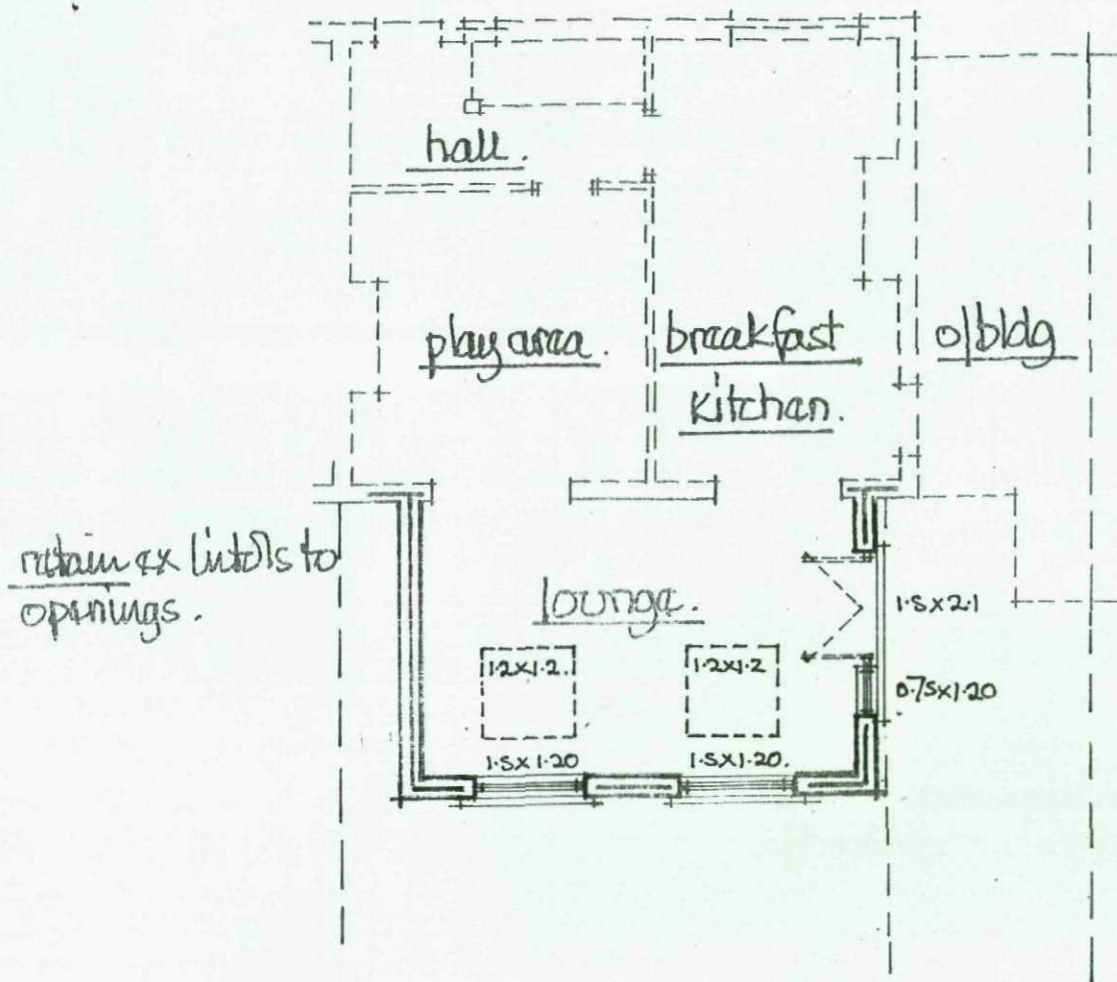 hall.
play area.
breakfast
kitchen.
o/bldg
retain ex lintols to
openings.
lounge.
1.5x2.1
1.2x1.2.
1.2x1.2
0.75x1.20
1.5x1.20
1.5x1.20.